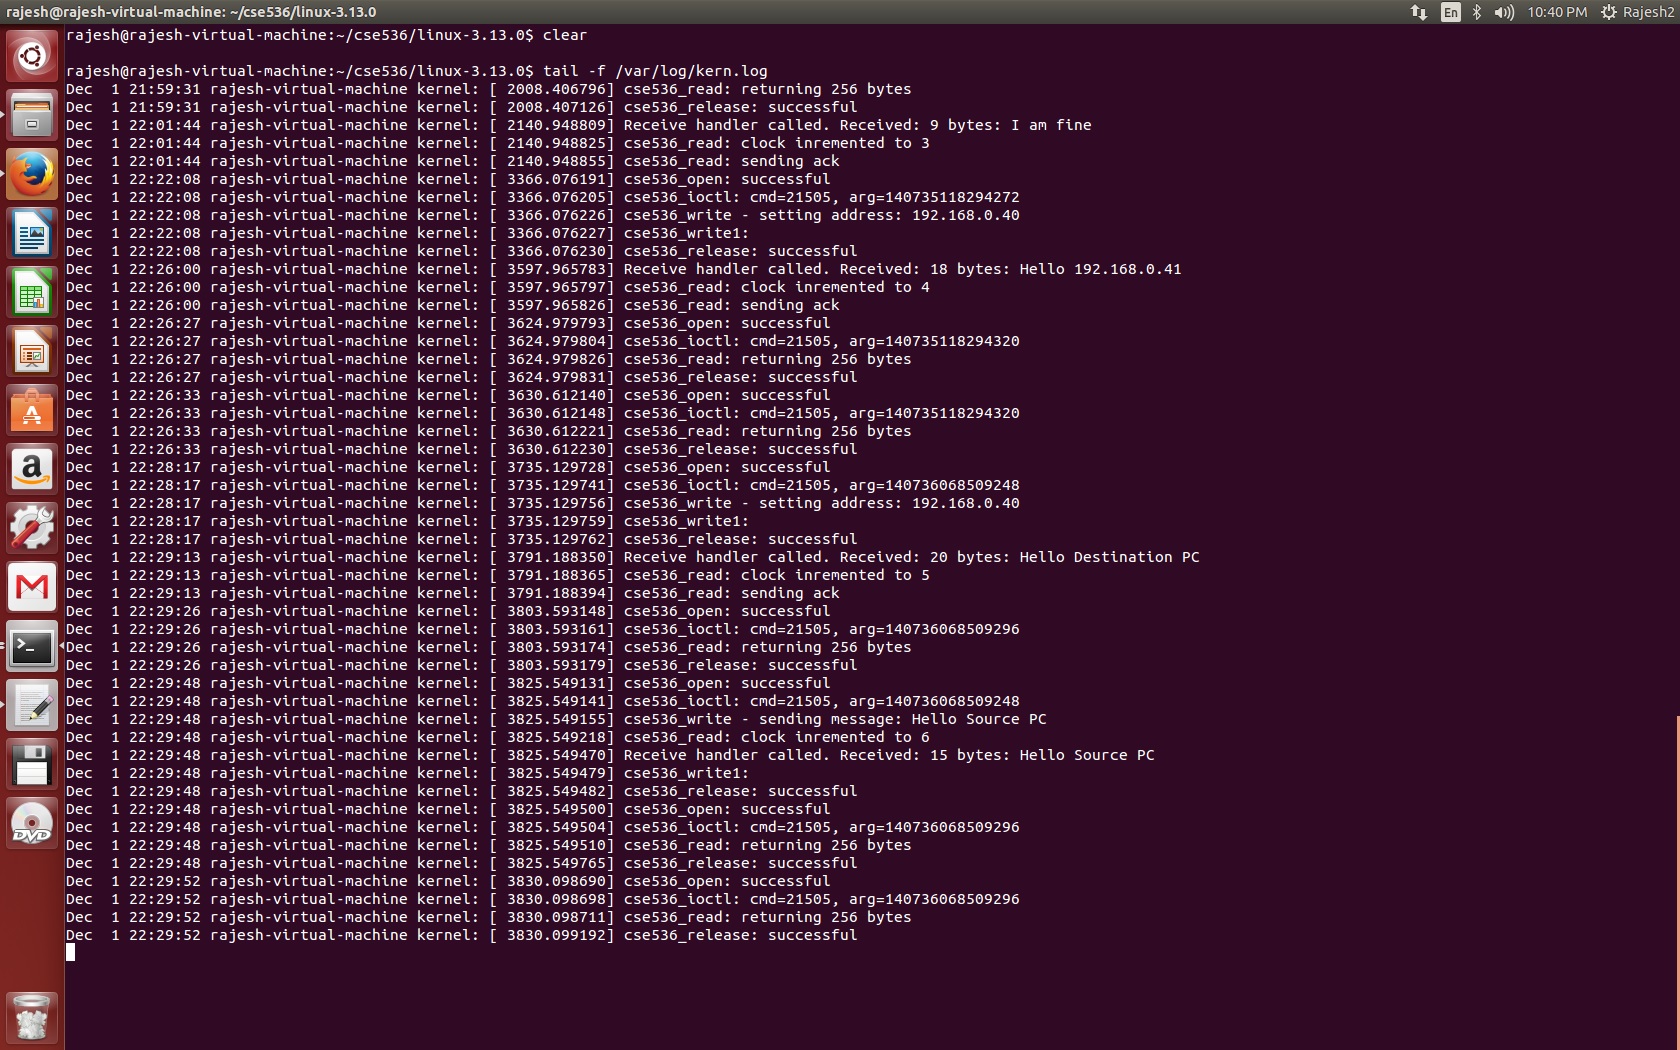 rajesh@rajesh-virtual-machine: ~/cse536/linux-3.13.0 En 10:40 PM Rajesh2
rajesh@rajesh-virtual-machine:~/cse536/linux-3.13.0$ clear
rajesh@rajesh-virtual-machine:~/cse536/linux-3.13.0$ tail -f /var/log/kern.log
Dec  1 21:59:31 rajesh-virtual-machine kernel: [ 2008.406796] cse536_read: returning 256 bytes
Dec  1 21:59:31 rajesh-virtual-machine kernel: [ 2008.407126] cse536_release: successful
Dec  1 22:01:44 rajesh-virtual-machine kernel: [ 2140.948809] Receive handler called. Received: 9 bytes: I am fine
Dec  1 22:01:44 rajesh-virtual-machine kernel: [ 2140.948825] cse536_read: clock inremented to 3
Dec  1 22:01:44 rajesh-virtual-machine kernel: [ 2140.948855] cse536_read: sending ack
Dec  1 22:22:08 rajesh-virtual-machine kernel: [ 3366.076191] cse536_open: successful
Dec  1 22:22:08 rajesh-virtual-machine kernel: [ 3366.076205] cse536_ioctl: cmd=21505, arg=140735118294272
Dec  1 22:22:08 rajesh-virtual-machine kernel: [ 3366.076226] cse536_write - setting address: 192.168.0.40
Dec  1 22:22:08 rajesh-virtual-machine kernel: [ 3366.076227] cse536_write1:
Dec  1 22:22:08 rajesh-virtual-machine kernel: [ 3366.076230] cse536_release: successful
Dec  1 22:26:00 rajesh-virtual-machine kernel: [ 3597.965783] Receive handler called. Received: 18 bytes: Hello 192.168.0.41
Dec  1 22:26:00 rajesh-virtual-machine kernel: [ 3597.965797] cse536_read: clock inremented to 4
Dec  1 22:26:00 rajesh-virtual-machine kernel: [ 3597.965826] cse536_read: sending ack
Dec  1 22:26:27 rajesh-virtual-machine kernel: [ 3624.979793] cse536_open: successful
Dec  1 22:26:27 rajesh-virtual-machine kernel: [ 3624.979804] cse536_ioctl: cmd=21505, arg=140735118294320
Dec  1 22:26:27 rajesh-virtual-machine kernel: [ 3624.979826] cse536_read: returning 256 bytes
Dec  1 22:26:27 rajesh-virtual-machine kernel: [ 3624.979831] cse536_release: successful
Dec  1 22:26:33 rajesh-virtual-machine kernel: [ 3630.612140] cse536_open: successful
Dec  1 22:26:33 rajesh-virtual-machine kernel: [ 3630.612148] cse536_ioctl: cmd=21505, arg=140735118294320
Dec  1 22:26:33 rajesh-virtual-machine kernel: [ 3630.612221] cse536_read: returning 256 bytes
Dec  1 22:26:33 rajesh-virtual-machine kernel: [ 3630.612230] cse536_release: successful
Dec  1 22:28:17 rajesh-virtual-machine kernel: [ 3735.129728] cse536_open: successful
Dec  1 22:28:17 rajesh-virtual-machine kernel: [ 3735.129741] cse536_ioctl: cmd=21505, arg=140736068509248
Dec  1 22:28:17 rajesh-virtual-machine kernel: [ 3735.129756] cse536_write - setting address: 192.168.0.40
Dec  1 22:28:17 rajesh-virtual-machine kernel: [ 3735.129759] cse536_write1:
Dec  1 22:28:17 rajesh-virtual-machine kernel: [ 3735.129762] cse536_release: successful
Dec  1 22:29:13 rajesh-virtual-machine kernel: [ 3791.188350] Receive handler called. Received: 20 bytes: Hello Destination PC
Dec  1 22:29:13 rajesh-virtual-machine kernel: [ 3791.188365] cse536_read: clock inremented to 5
Dec  1 22:29:13 rajesh-virtual-machine kernel: [ 3791.188394] cse536_read: sending ack
Dec  1 22:29:26 rajesh-virtual-machine kernel: [ 3803.593148] cse536_open: successful
Dec  1 22:29:26 rajesh-virtual-machine kernel: [ 3803.593161] cse536_ioctl: cmd=21505, arg=140736068509296
Dec  1 22:29:26 rajesh-virtual-machine kernel: [ 3803.593174] cse536_read: returning 256 bytes
Dec  1 22:29:26 rajesh-virtual-machine kernel: [ 3803.593179] cse536_release: successful
Dec  1 22:29:48 rajesh-virtual-machine kernel: [ 3825.549131] cse536_open: successful
Dec  1 22:29:48 rajesh-virtual-machine kernel: [ 3825.549141] cse536_ioctl: cmd=21505, arg=140736068509248
Dec  1 22:29:48 rajesh-virtual-machine kernel: [ 3825.549155] cse536_write - sending message: Hello Source PC
Dec  1 22:29:48 rajesh-virtual-machine kernel: [ 3825.549218] cse536_read: clock inremented to 6
Dec  1 22:29:48 rajesh-virtual-machine kernel: [ 3825.549470] Receive handler called. Received: 15 bytes: Hello Source PC
Dec  1 22:29:48 rajesh-virtual-machine kernel: [ 3825.549479] cse536_write1:
Dec  1 22:29:48 rajesh-virtual-machine kernel: [ 3825.549482] cse536_release: successful
Dec  1 22:29:48 rajesh-virtual-machine kernel: [ 3825.549500] cse536_open: successful
Dec  1 22:29:48 rajesh-virtual-machine kernel: [ 3825.549504] cse536_ioctl: cmd=21505, arg=140736068509296
Dec  1 22:29:48 rajesh-virtual-machine kernel: [ 3825.549510] cse536_read: returning 256 bytes
Dec  1 22:29:48 rajesh-virtual-machine kernel: [ 3825.549765] cse536_release: successful
Dec  1 22:29:52 rajesh-virtual-machine kernel: [ 3830.098690] cse536_open: successful
Dec  1 22:29:52 rajesh-virtual-machine kernel: [ 3830.098698] cse536_ioctl: cmd=21505, arg=140736068509296
Dec  1 22:29:52 rajesh-virtual-machine kernel: [ 3830.098711] cse536_read: returning 256 bytes
Dec  1 22:29:52 rajesh-virtual-machine kernel: [ 3830.099192] cse536_release: successful
A
a
M
>_
DVD